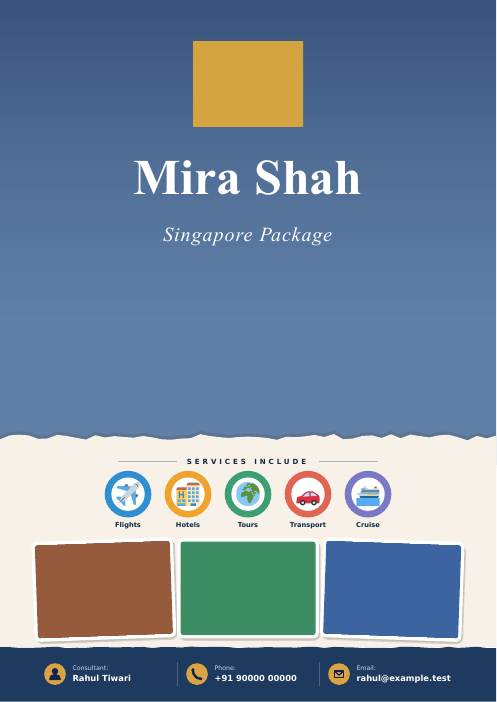 Mira Shah
Singapore Package
SERVICES INCLUDE
Flights Hotels Tours Transport Cruise
Consultant: Phone: Email:
Rahul Tiwari +91 90000 00000 rahul@example.test